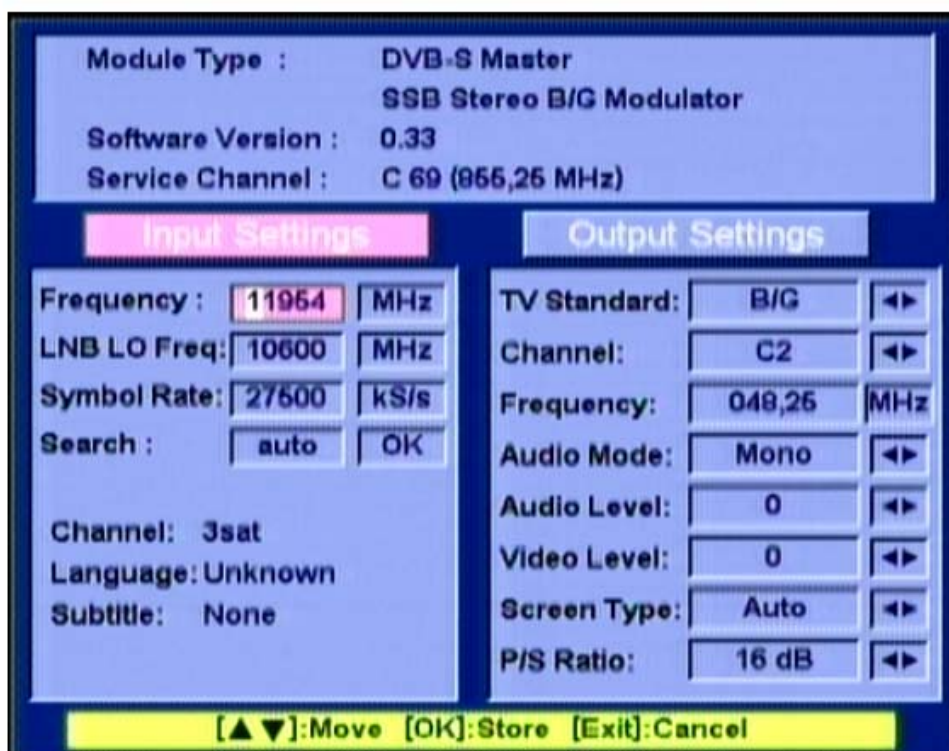 Module Type : DVB-S Master
SSB Stereo B/G Modulator
Software Version : 0.33
Service Channel : C 69 (855,25 MHz)
Input Settings
Frequency : 11954 MHz
LNB LO Freq: 10600 MHz
Symbol Rate: 27500 kS/s
Search : auto OK
Channel: 3sat
Language: Unknown
Subtitle: None
Output Settings
TV Standard: B/G ◄►
Channel: C2 ◄►
Frequency: 048,25 MHz
Audio Mode: Mono ◄►
Audio Level: 0 ◄►
Video Level: 0 ◄►
Screen Type: Auto ◄►
P/S Ratio: 16 dB ◄►
[▲ ▼]:Move [OK]:Store [Exit]:Cancel